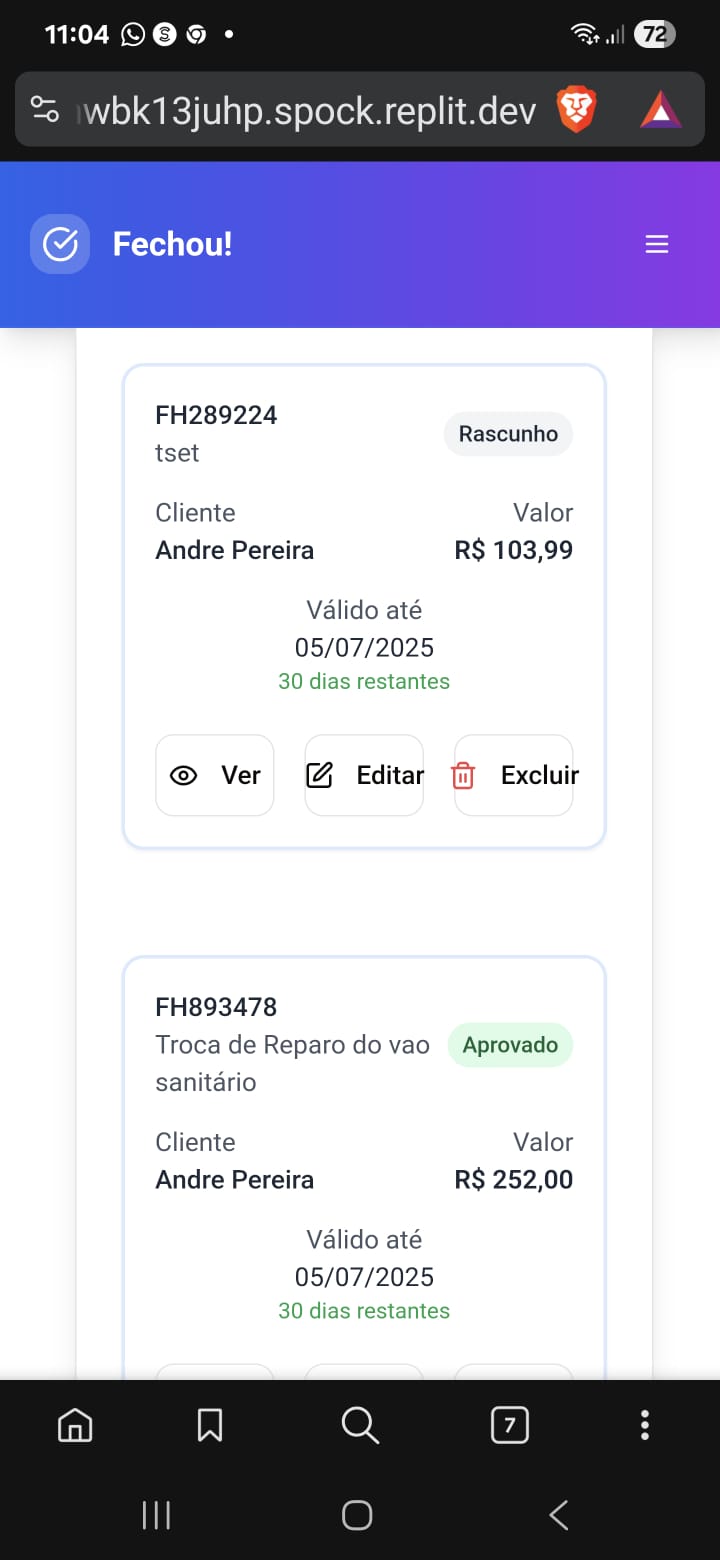 11:04
72
wbk13juhp.spock.replit.dev
Fechou!
FH289224
tset
Rascunho
Cliente
Valor
Andre Pereira
R$ 103,99
Válido até
05/07/2025
30 dias restantes
Ver
Editar
Excluir
FH893478
Troca de Reparo do vao
sanitário
Aprovado
Cliente
Valor
Andre Pereira
R$ 252,00
Válido até
05/07/2025
30 dias restantes
7